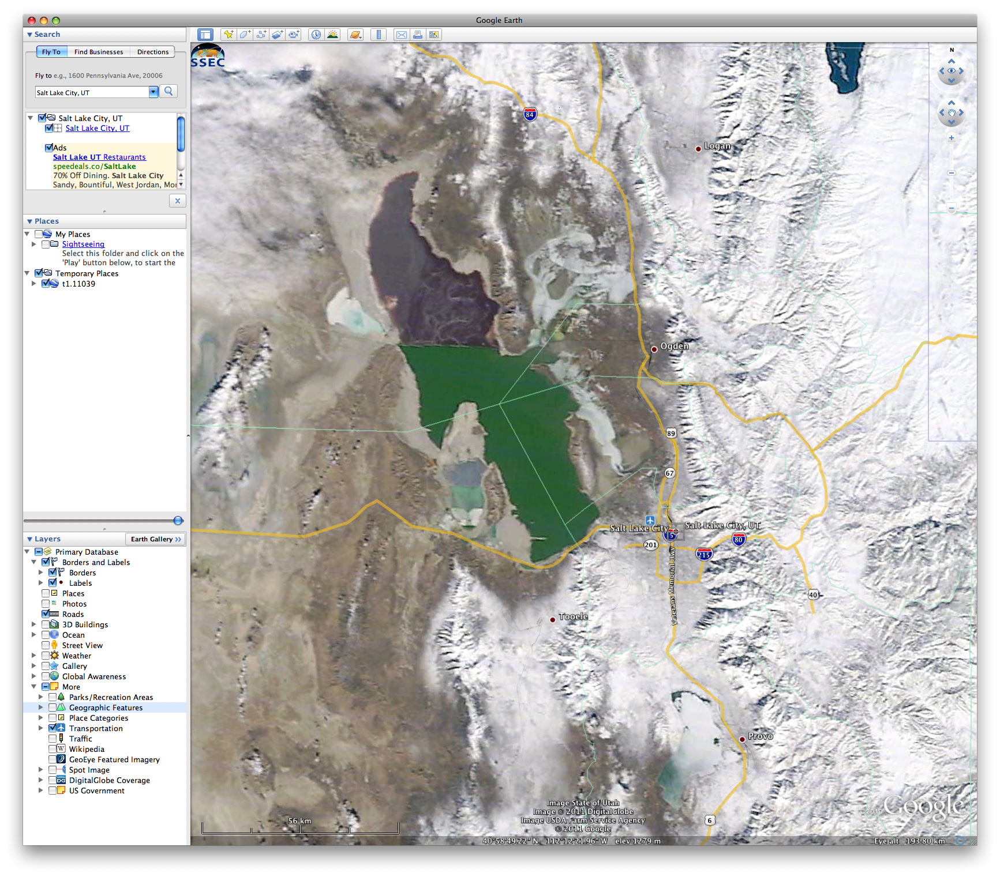 Google Earth
Search
Fly To
Find Businesses
Directions
Fly to e.g., 1600 Pennsylvania Ave, 20006
Salt Lake City, UT
Salt Lake City, UT
Salt Lake City, UT
Ads
Salt Lake UT Restaurants
speedeals.co/SaltLake
70% Off Dining. Salt Lake City
Sandy, Bountiful, West Jordan, Mor
Places
My Places
Sightseeing
Select this folder and click on the
'Play' button below, to start the
Temporary Places
t1.11039
Layers
Earth Gallery »
Primary Database
Borders and Labels
Borders
Labels
Places
Photos
Roads
3D Buildings
Ocean
Street View
Weather
Gallery
Global Awareness
More
Parks/Recreation Areas
Geographic Features
Place Categories
Transportation
Traffic
W Wikipedia
GeoEye Featured Imagery
Spot Image
DG DigitalGlobe Coverage
US Government
SSEC
N
84
Logan
Ogden
89
67
Salt Lake City
Salt Lake City, UT
15
80
201
215
Veterans Memorial Hwy
40
Tooele
Provo
6
56 km
Image State of Utah
Image © 2011 DigitalGlobe
Image USDA Farm Service Agency
© 2011 Google
© 2010 Google
40°58'49.22" N 112°12'21.96" W elev 1279 m
Eye alt 193.80 km